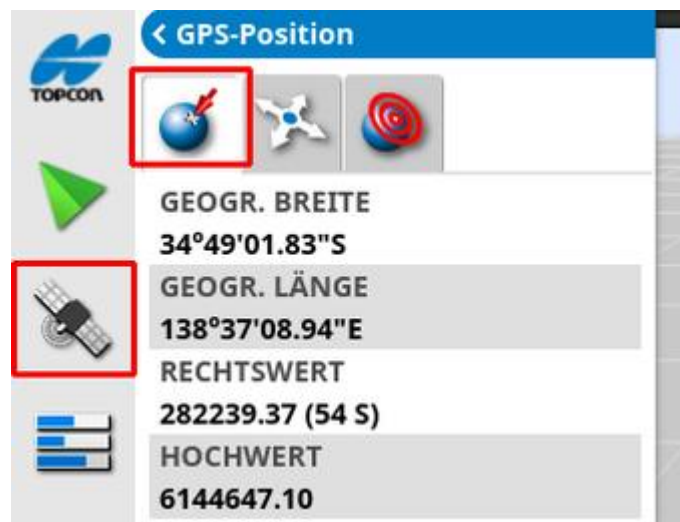 TOPCON
< GPS-Position
GEOGR. BREITE
34°49'01.83"S
GEOGR. LÄNGE
138°37'08.94"E
RECHTSWERT
282239.37 (54 S)
HOCHWERT
6144647.10